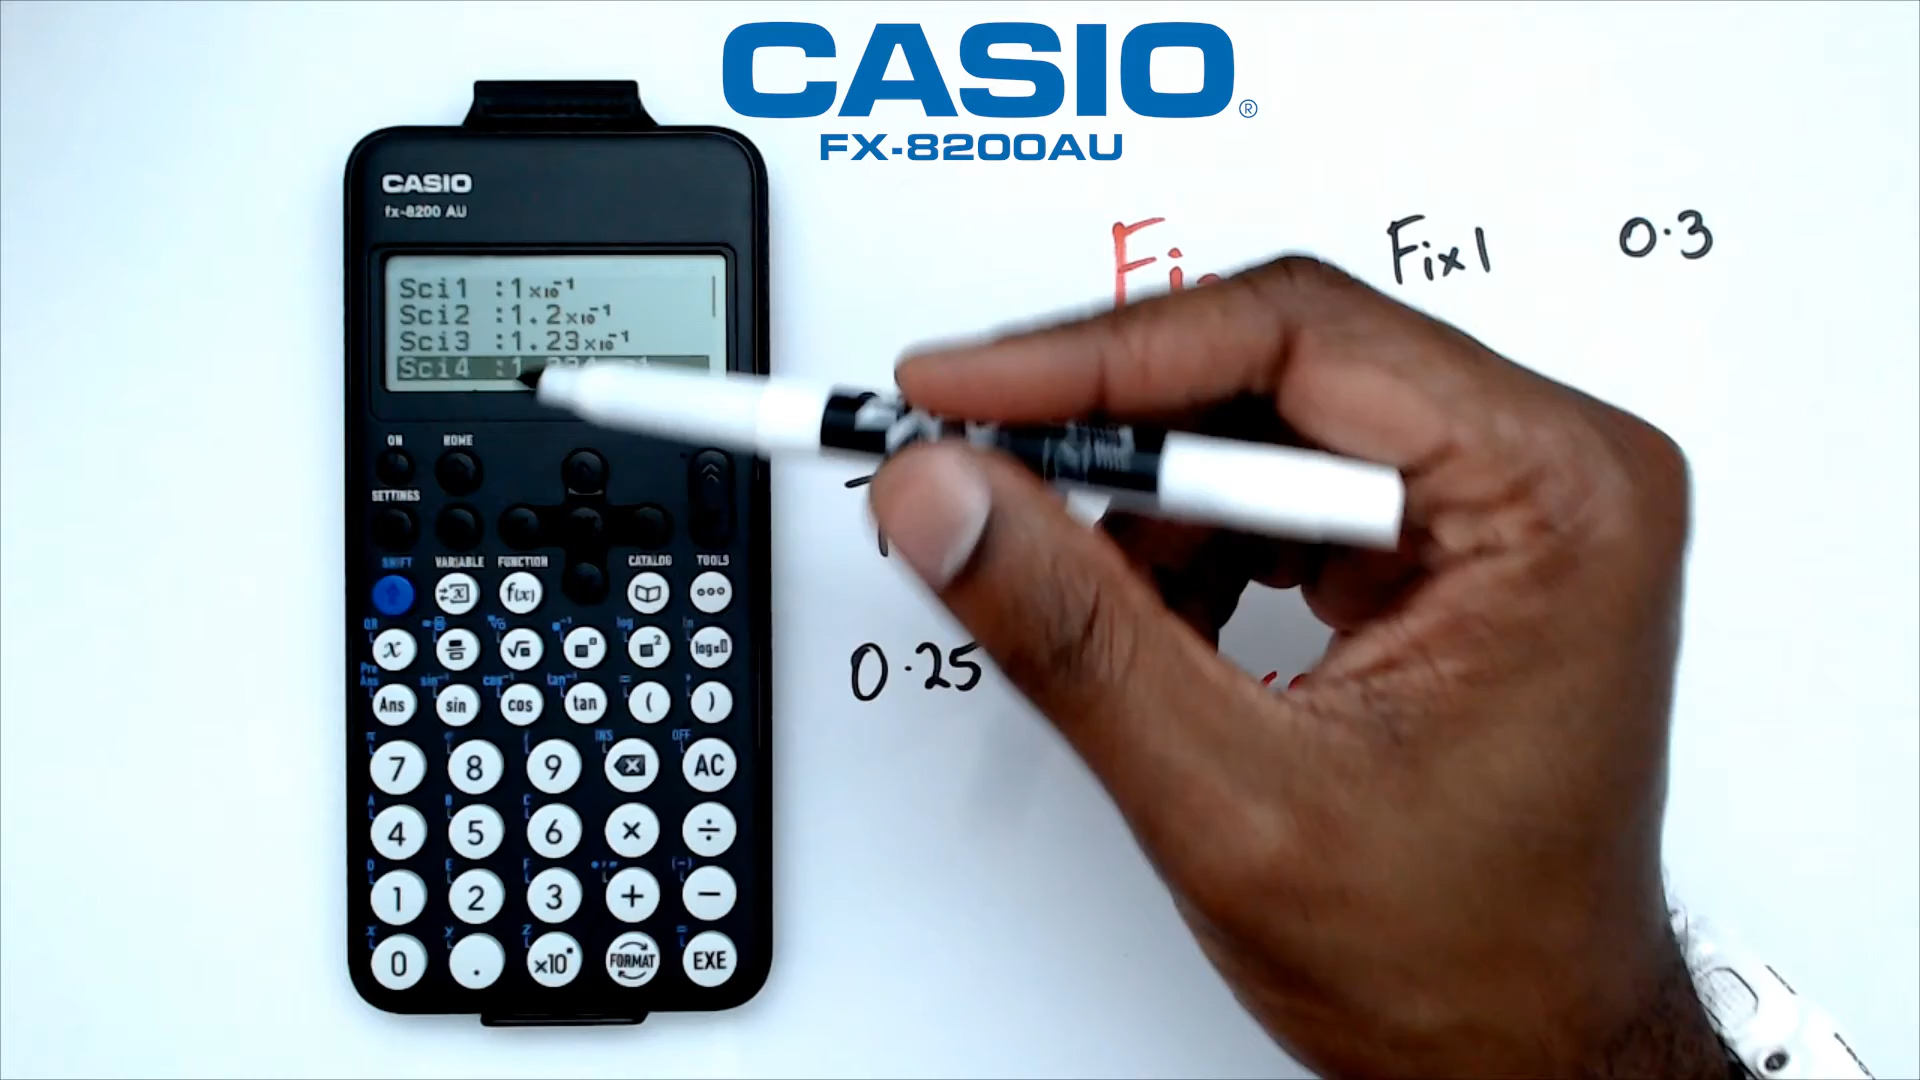 CASIO®
FX-8200AU
CASIO
fx-8200 AU
Fix1 0.3
Sci1 :1×10⁻¹
Sci2 :1.2×10⁻¹
Sci3 :1.23×10⁻¹
Sci4 :1
ON HOME
SETTINGS
SHIFT VARIABLE FUNCTION CATALOG TOOLS
x f(x)
x log
Ans sin cos tan ( )
0.25
INS OFF
7 8 9 AC
A B C
4 5 6 × ÷
D E F (-)
1 2 3 + −
x y z =
0 . ×10 FORMAT EXE